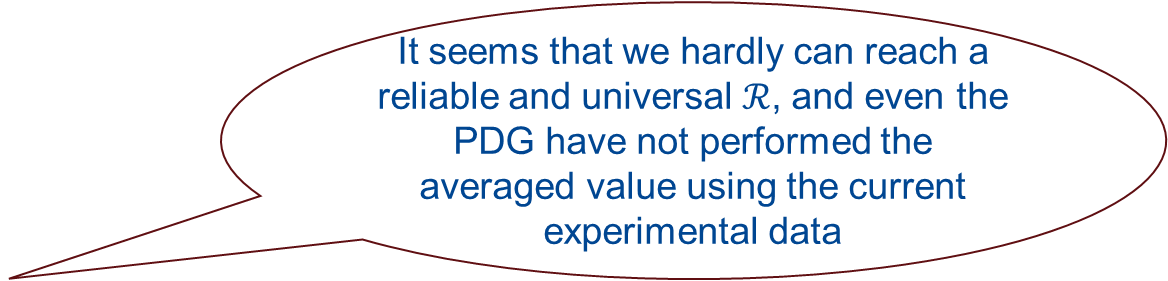 It seems that we hardly can reach a
reliable and universal ℛ, and even the
PDG have not performed the
averaged value using the current
experimental data